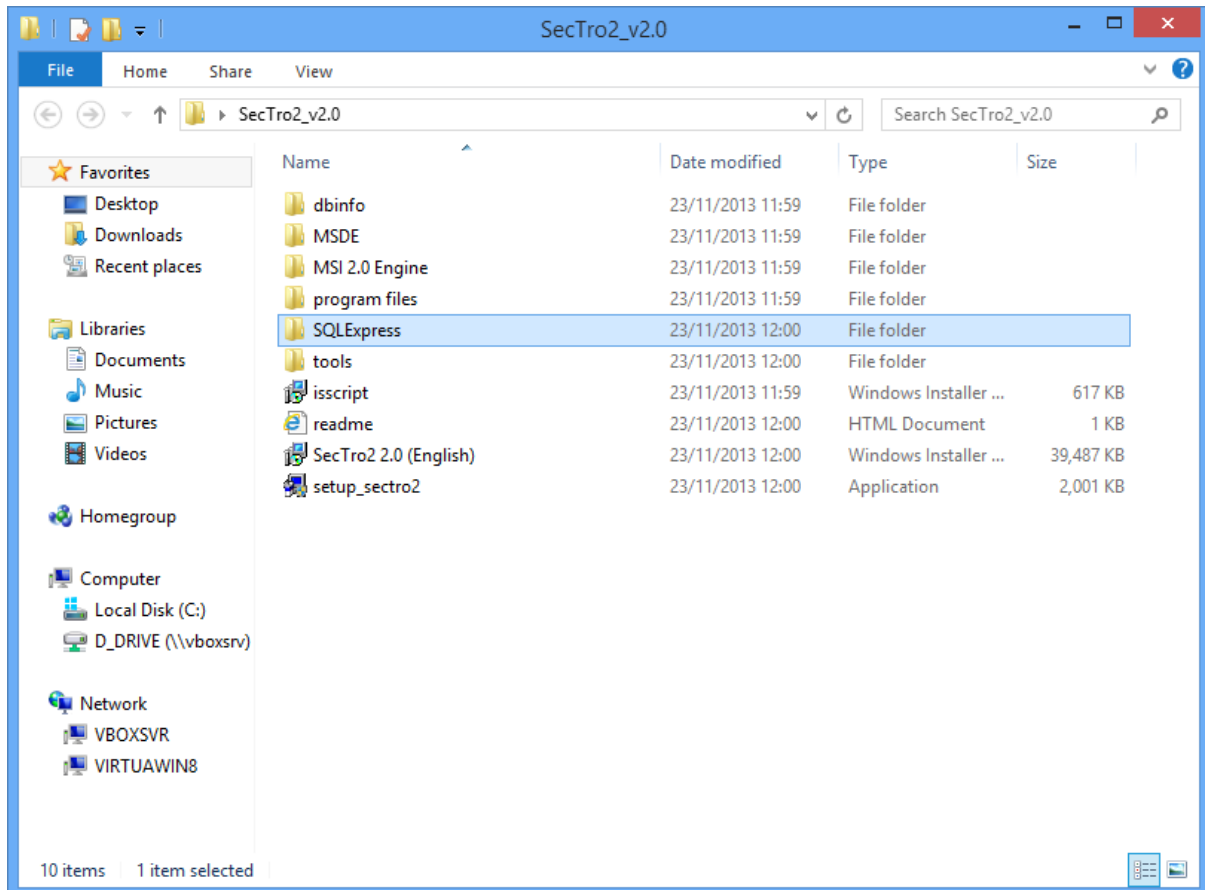 SecTro2_v2.0
File Home Share View
SecTro2_v2.0 Search SecTro2_v2.0
Name Date modified Type Size
Favorites
Desktop
Downloads
Recent places
Libraries
Documents
Music
Pictures
Videos
Homegroup
Computer
Local Disk (C:)
D_DRIVE (\\vboxsrv)
Network
VBOXSVR
VIRTUAWIN8
dbinfo 23/11/2013 11:59 File folder
MSDE 23/11/2013 11:59 File folder
MSI 2.0 Engine 23/11/2013 11:59 File folder
program files 23/11/2013 11:59 File folder
SQLExpress 23/11/2013 12:00 File folder
tools 23/11/2013 12:00 File folder
isscript 23/11/2013 11:59 Windows Installer ... 617 KB
readme 23/11/2013 12:00 HTML Document 1 KB
SecTro2 2.0 (English) 23/11/2013 12:00 Windows Installer ... 39,487 KB
setup_sectro2 23/11/2013 12:00 Application 2,001 KB
10 items 1 item selected